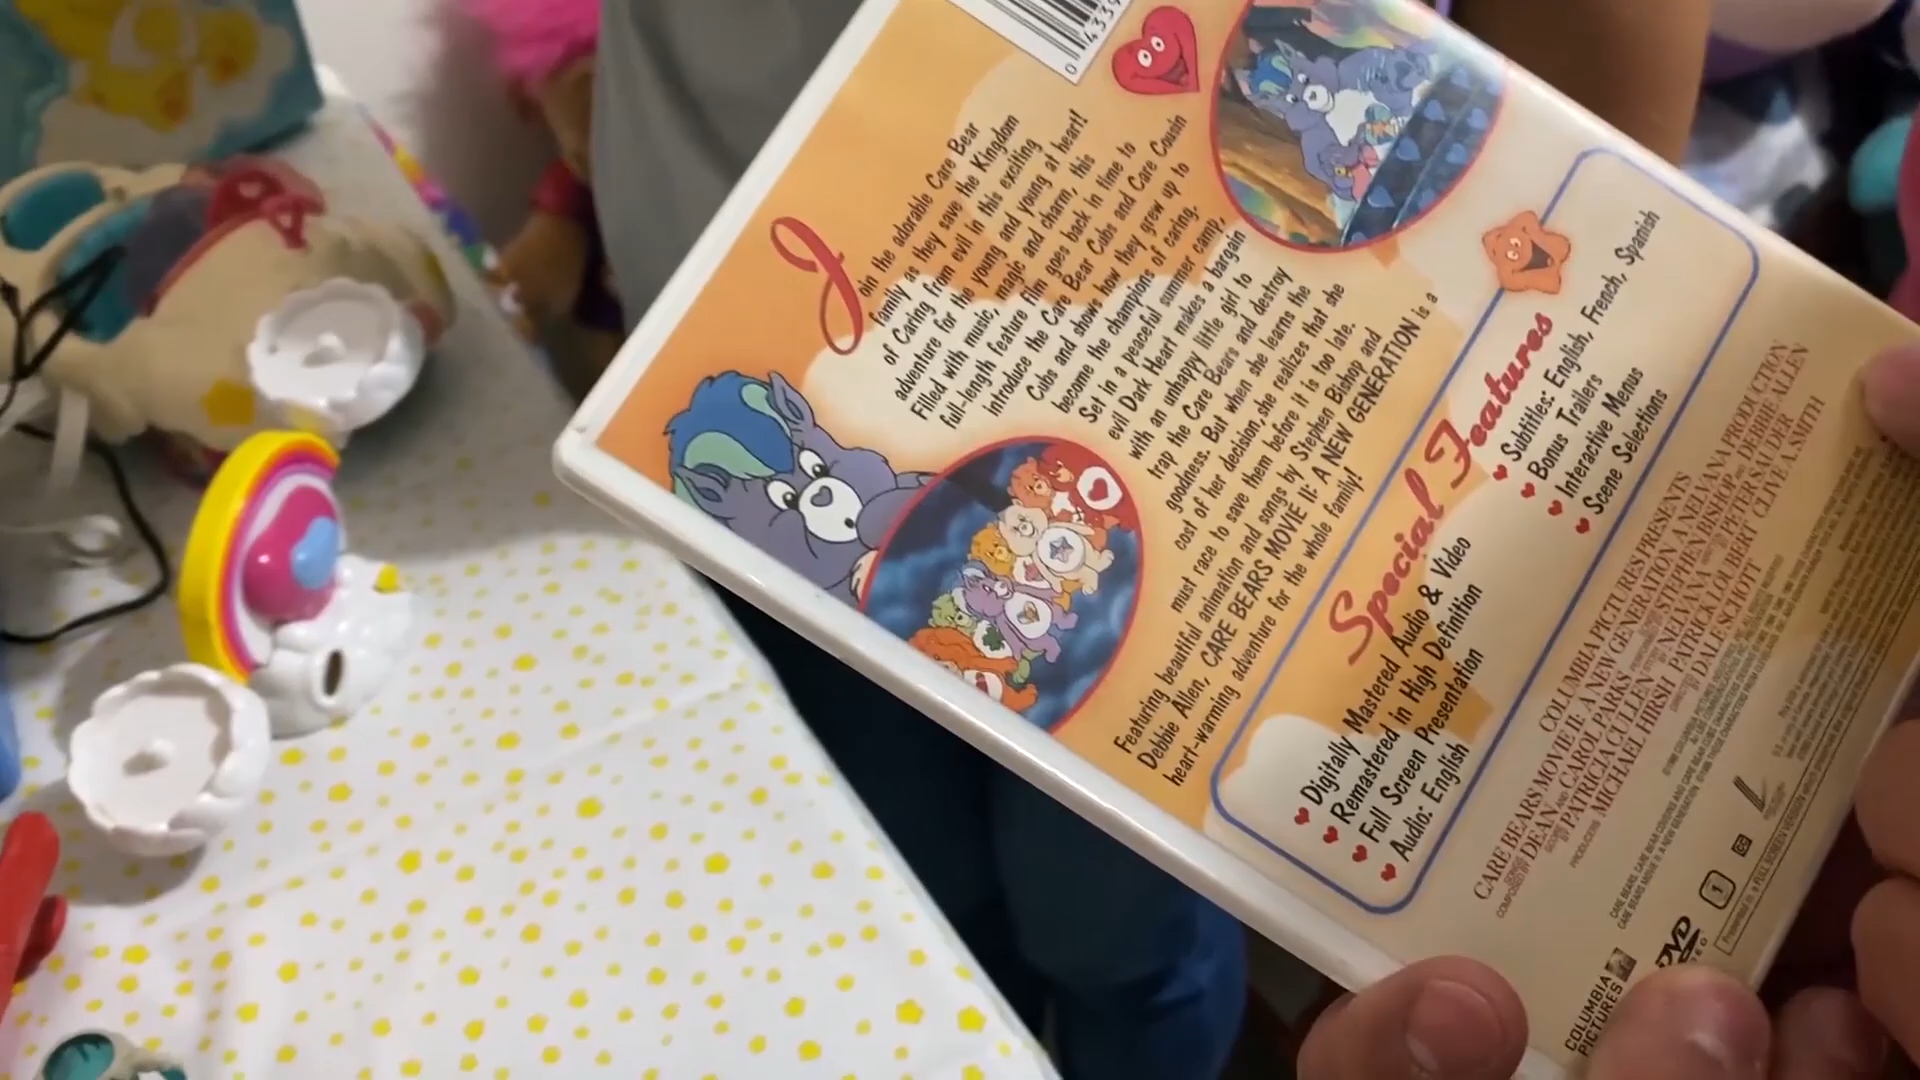 0 4339
Join the adorable Care Bear
family as they save the Kingdom
of Caring from evil in this exciting
adventure for the young and young at heart!
Filled with music, magic and charm, this
full-length feature film goes back in time to
introduce the Care Bear Cubs and Care Cousin
Cubs and shows how they grew up to
become the champions of caring.
Set in a peaceful summer camp,
evil Dark Heart makes a bargain
with an unhappy little girl to
trap the Care Bears and destroy
goodness. But when she learns the
cost of her decision, she realizes that she
must race to save them before it is too late.
Featuring beautiful animation and songs by Stephen Bishop and
Debbie Allen, CARE BEARS MOVIE II: A NEW GENERATION is a
heart-warming adventure for the whole family!
Special Features
Digitally Mastered Audio & Video
Remastered in High Definition
Full Screen Presentation
Audio: English
Subtitles: English, French, Spanish
Bonus Trailers
Interactive Menus
Scene Selections
COLUMBIA PICTURES PRESENTS
CARE BEARS MOVIE II: A NEW GENERATION A NELVANA PRODUCTION
DEAN AND CAROL PARKS STEPHEN BISHOP AND DEBBIE ALLEN
PATRICIA CULLEN NELVANA PETER SAUDER
PRODUCERS MICHAEL HIRSH PATRICK LOUBERT CLIVE A. SMITH
DALE SCHOTT
1
DVD
VIDEO
COLUMBIA
PICTURES